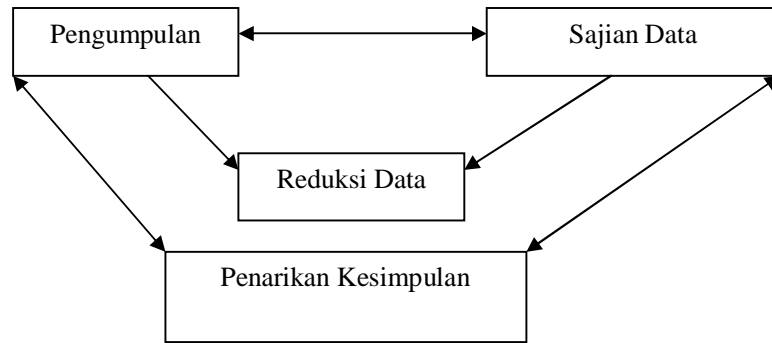 Pengumpulan
Sajian Data
Reduksi Data
Penarikan Kesimpulan